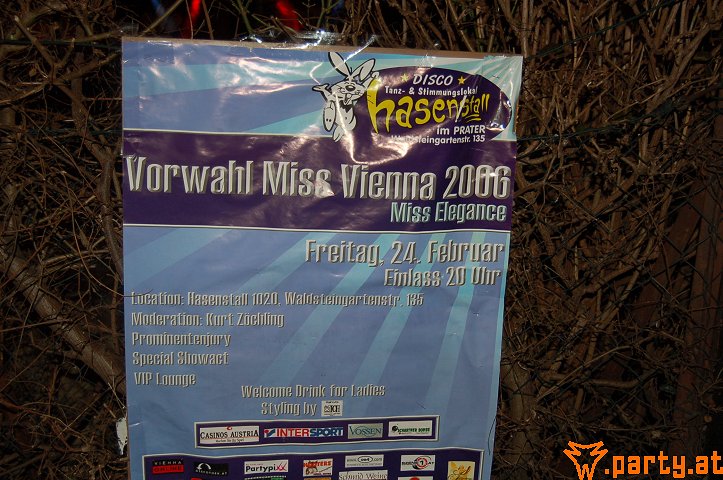 DISCO
Tanz- & Stimmungslokal
hasenstall
im PRATER
Waldsteingartenstr. 135
Vorwahl Miss Vienna 2006
Miss Elegance
Freitag, 24. Februar
Einlass 20 Uhr
Location: Hasenstall 1020, Waldsteingartenstr. 135
Moderation: Kurt Zöchling
Prominentenjury
Special Showact
VIP Lounge
Welcome Drink for Ladies
Styling by
CASINOS AUSTRIA
INTERSPORT
VOSSEN
VIENNA
Partypixx
party.at